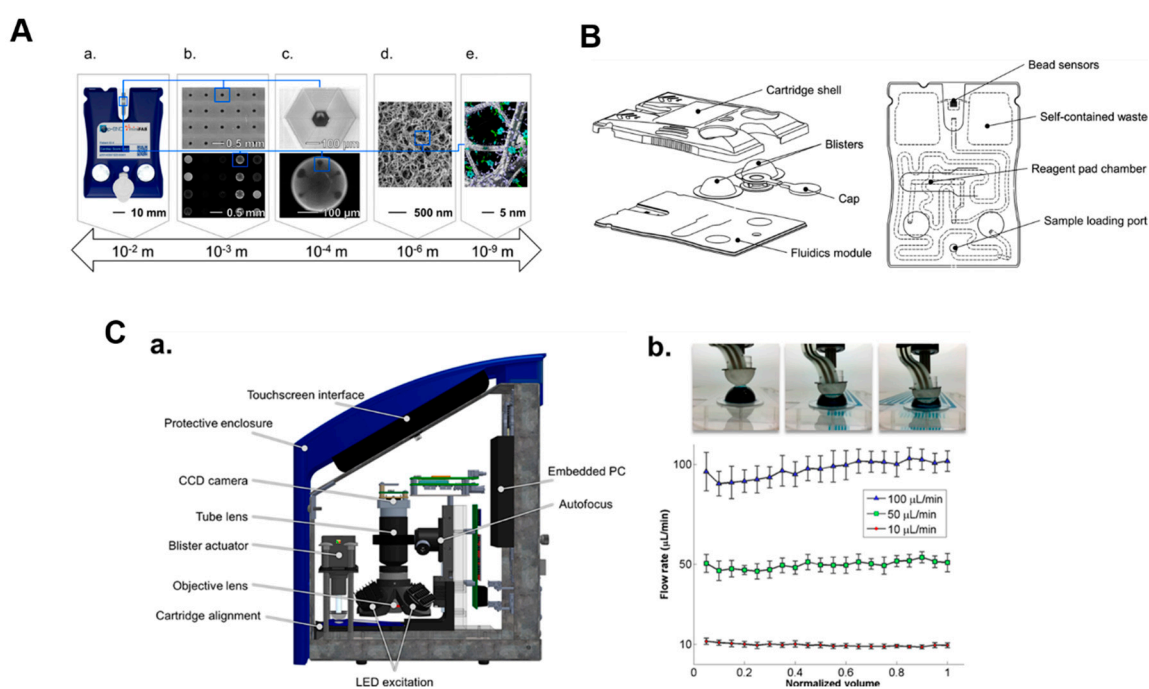 A
a.
b.
c.
d.
e.
0.5 mm
100 µm
10 mm
0.5 mm
100 µm
500 nm
5 nm
10-2 m
10-3 m
10-4 m
10-6 m
10-9 m
B
Cartridge shell
Blisters
Cap
Fluidics module
Bead sensors
Self-contained waste
Reagent pad chamber
Sample loading port
C
a.
Touchscreen interface
Protective enclosure
CCD camera
Tube lens
Blister actuator
Objective lens
Cartridge alignment
LED excitation
Embedded PC
Autofocus
b.
100
50
10
Flow rate (µL/min)
100 µL/min
50 µL/min
10 µL/min
0
0.2
0.4
0.6
0.8
1
Normalized volume